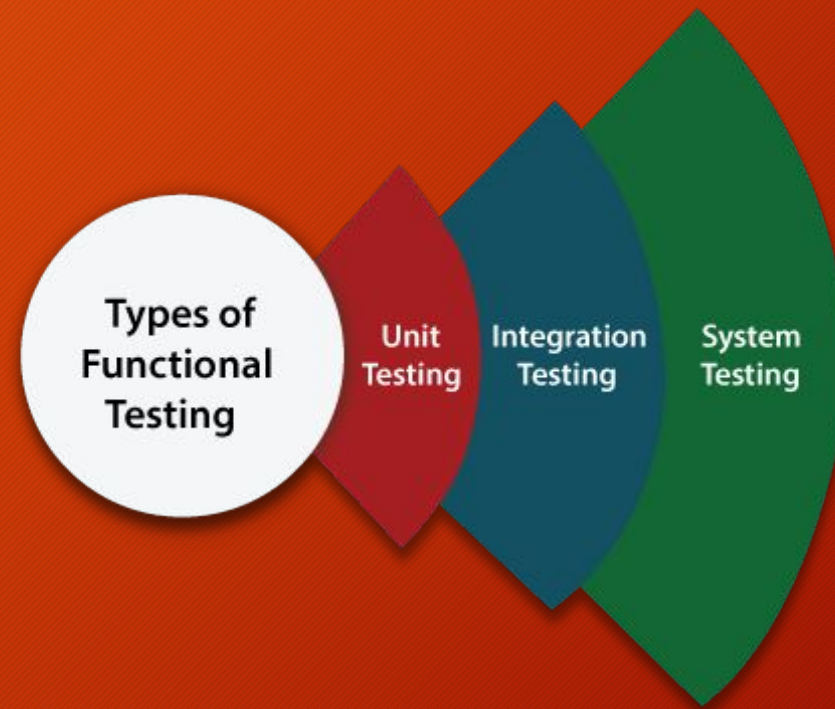 Types of
Functional
Testing
Unit
Testing
Integration
Testing
System
Testing